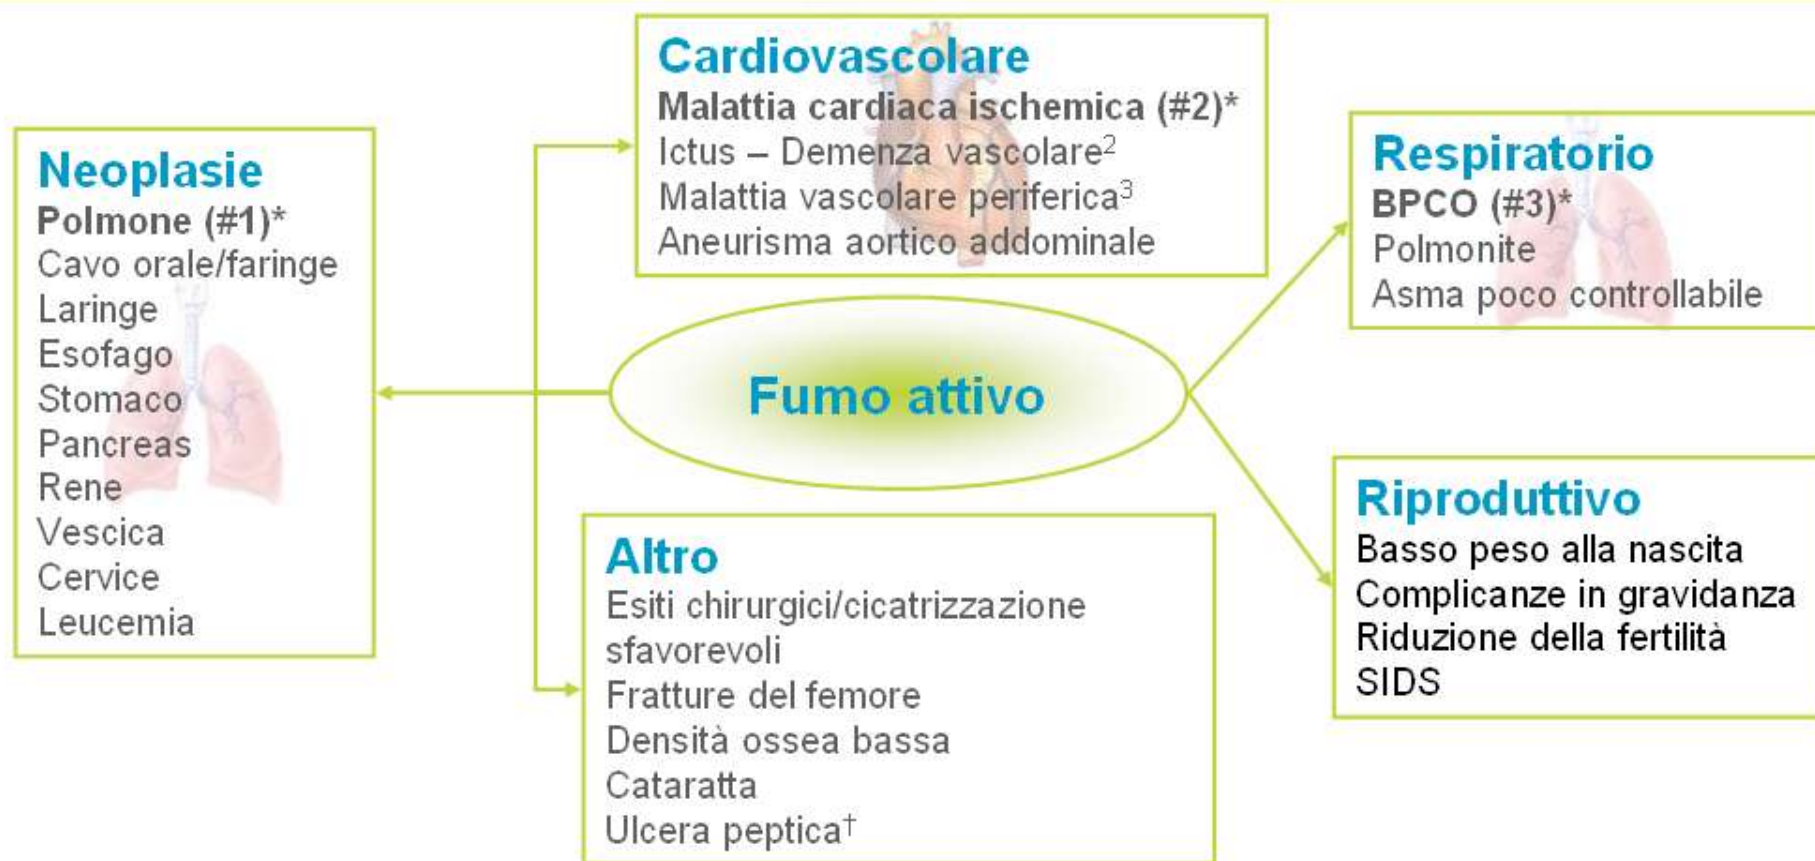 Cardiovascolare
Malattia cardiaca ischemica (#2)*
Ictus – Demenza vascolare²
Malattia vascolare periferica³
Aneurisma aortico addominale
Neoplasie
Polmone (#1)*
Cavo orale/faringe
Laringe
Esofago
Stomaco
Pancreas
Rene
Vescica
Cervice
Leucemia
Respiratorio
BPCO (#3)*
Polmonite
Asma poco controllabile
Fumo attivo
Riproduttivo
Basso peso alla nascita
Complicanze in gravidanza
Riduzione della fertilità
SIDS
Altro
Esiti chirurgici/cicatrizzazione
sfavorevoli
Fratture del femore
Densità ossea bassa
Cataratta
Ulcera peptica†